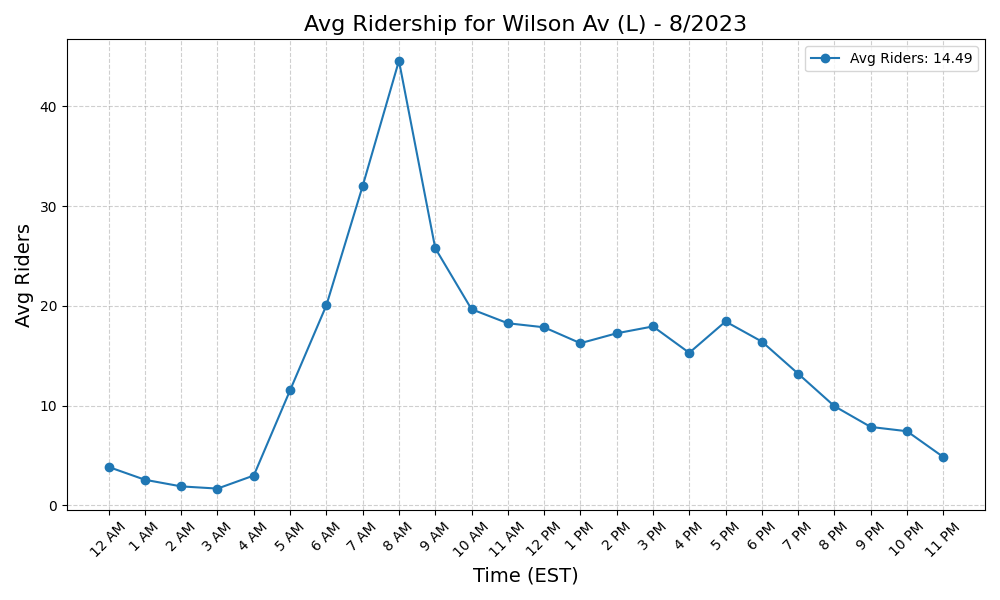 Avg Ridership for Wilson Av (L) - 8/2023
Avg Riders: 14.49
Avg Riders
40
30
20
10
0
12 AM
1 AM
2 AM
3 AM
4 AM
5 AM
6 AM
7 AM
8 AM
9 AM
10 AM
11 AM
12 PM
1 PM
2 PM
3 PM
4 PM
5 PM
6 PM
7 PM
8 PM
9 PM
10 PM
11 PM
Time (EST)